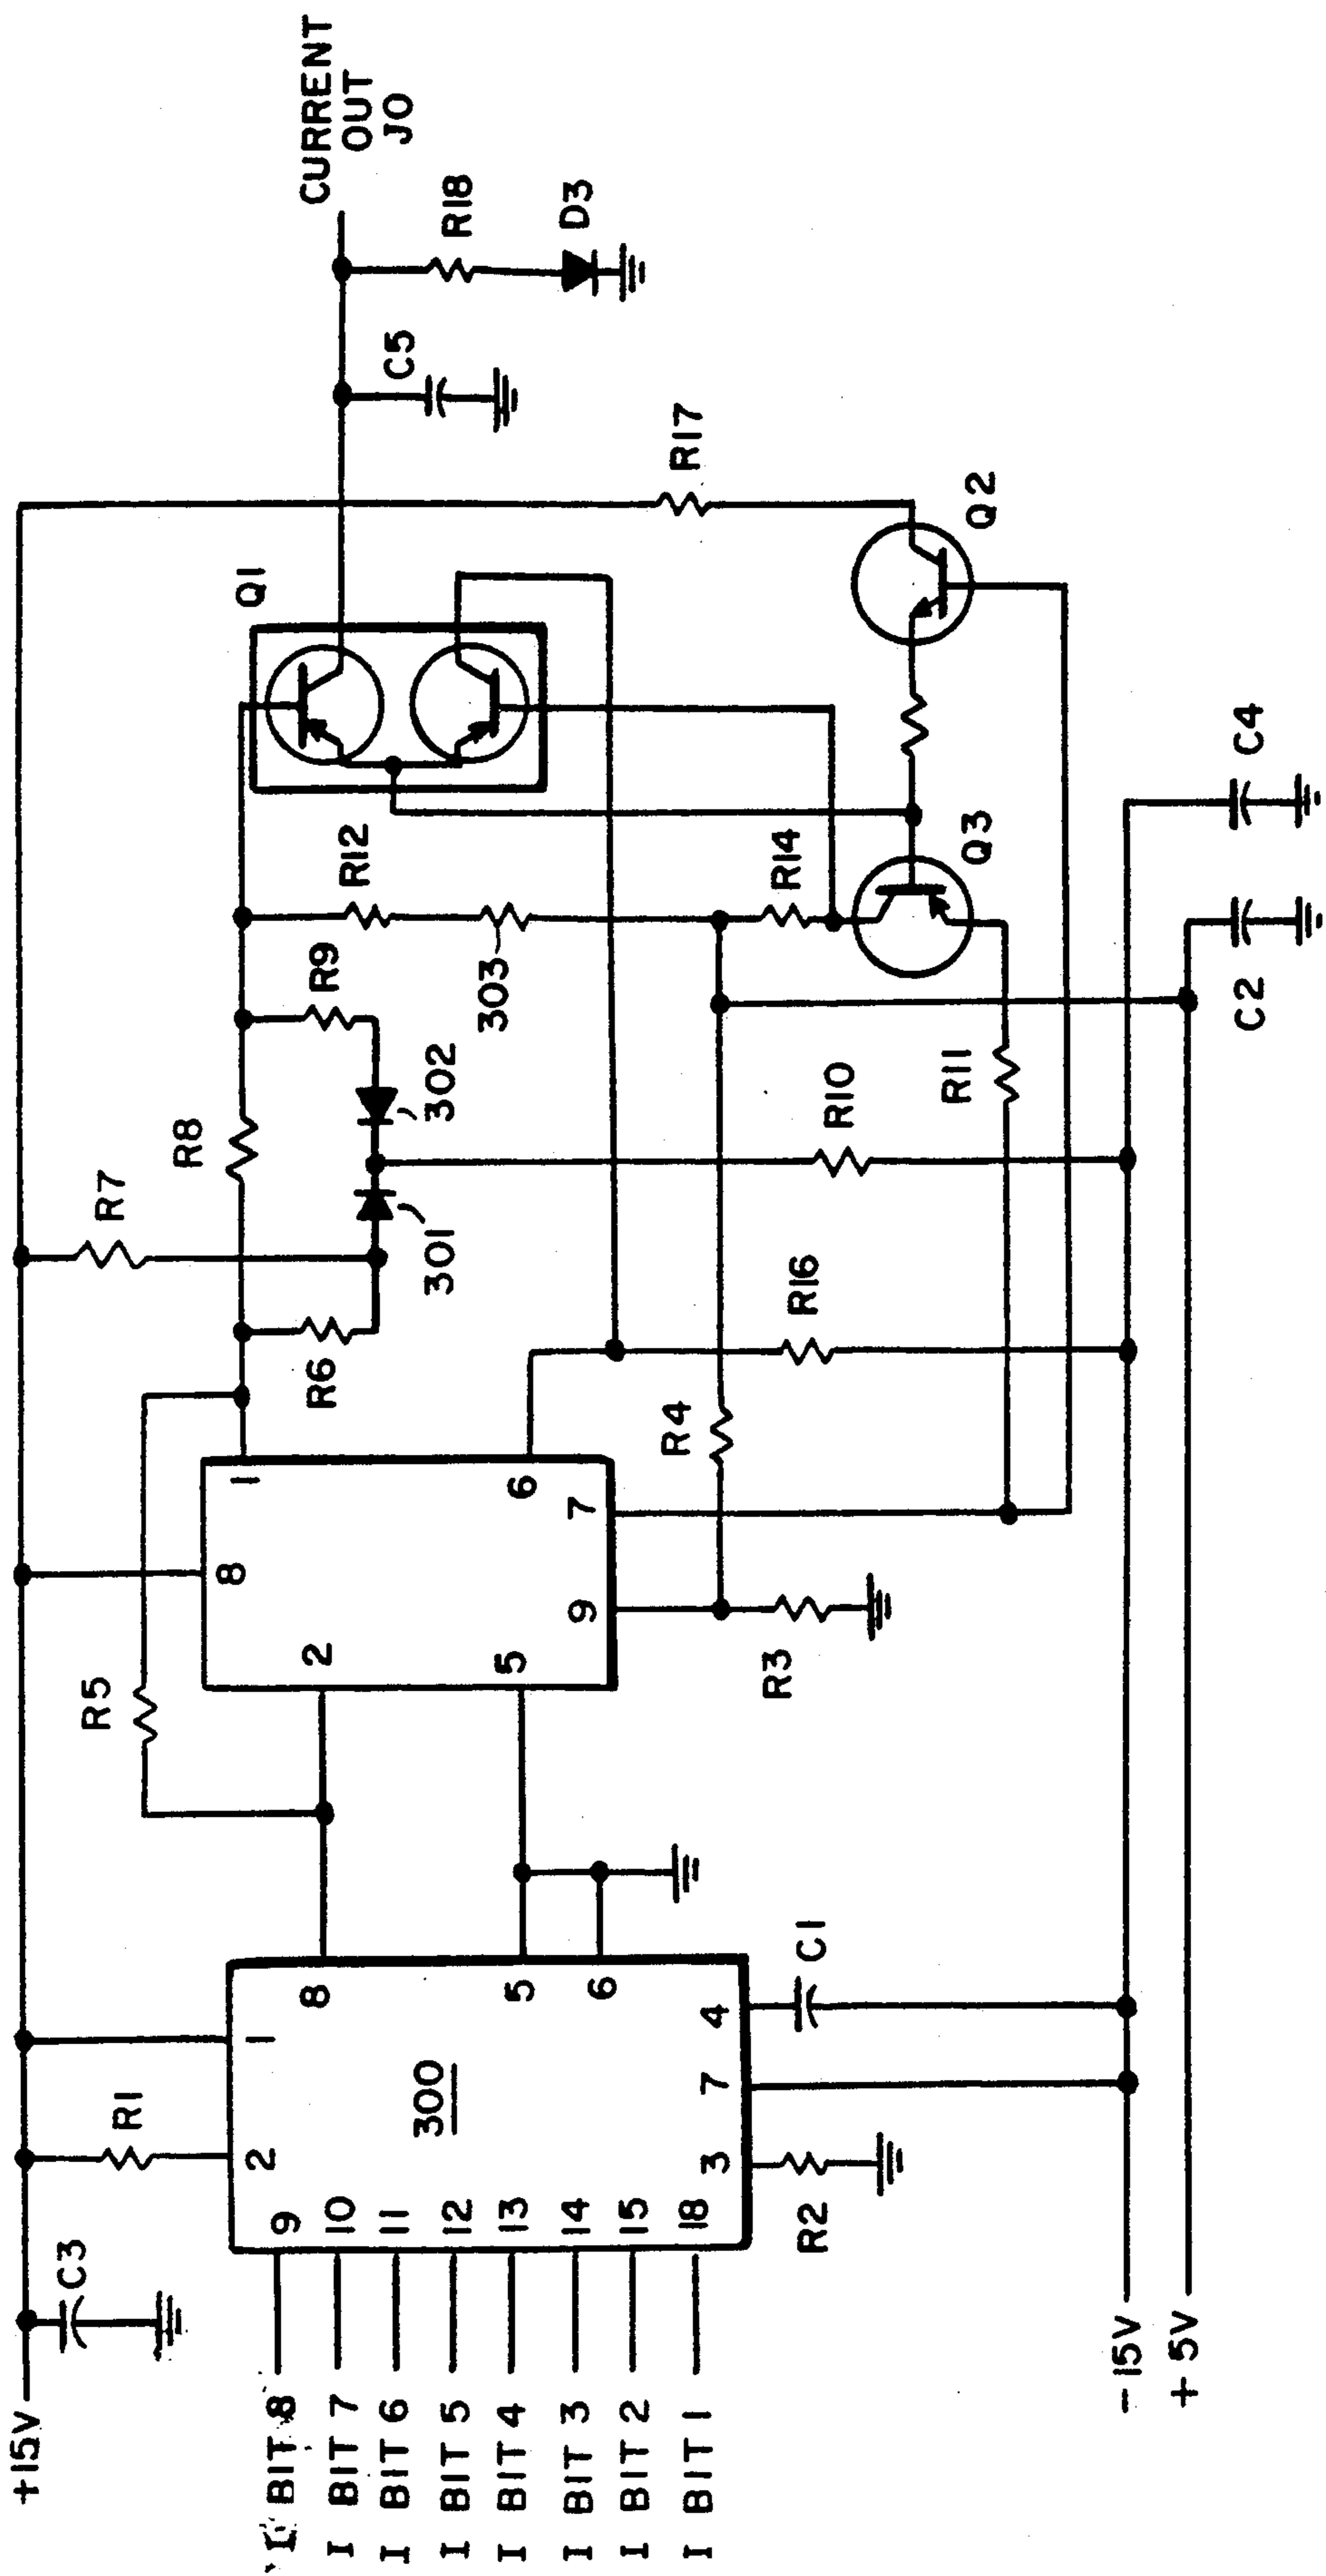 +15V
C3
R1
R5
R7
Q1
CURRENT
OUT
JO
I BIT 8
I BIT 7
I BIT 6
I BIT 5
I BIT 4
I BIT 3
I BIT 2
I BIT 1
9
10
11
12
13
14
15
18
2
1
8
5
6
3
7
4
300
R2
C1
2
5
8
1
6
9
7
R3
R4
R6
R8
R9
301
302
R12
303
R14
R16
R10
R11
Q3
Q2
R17
C5
R18
D3
-15V
+5V
C2
C4